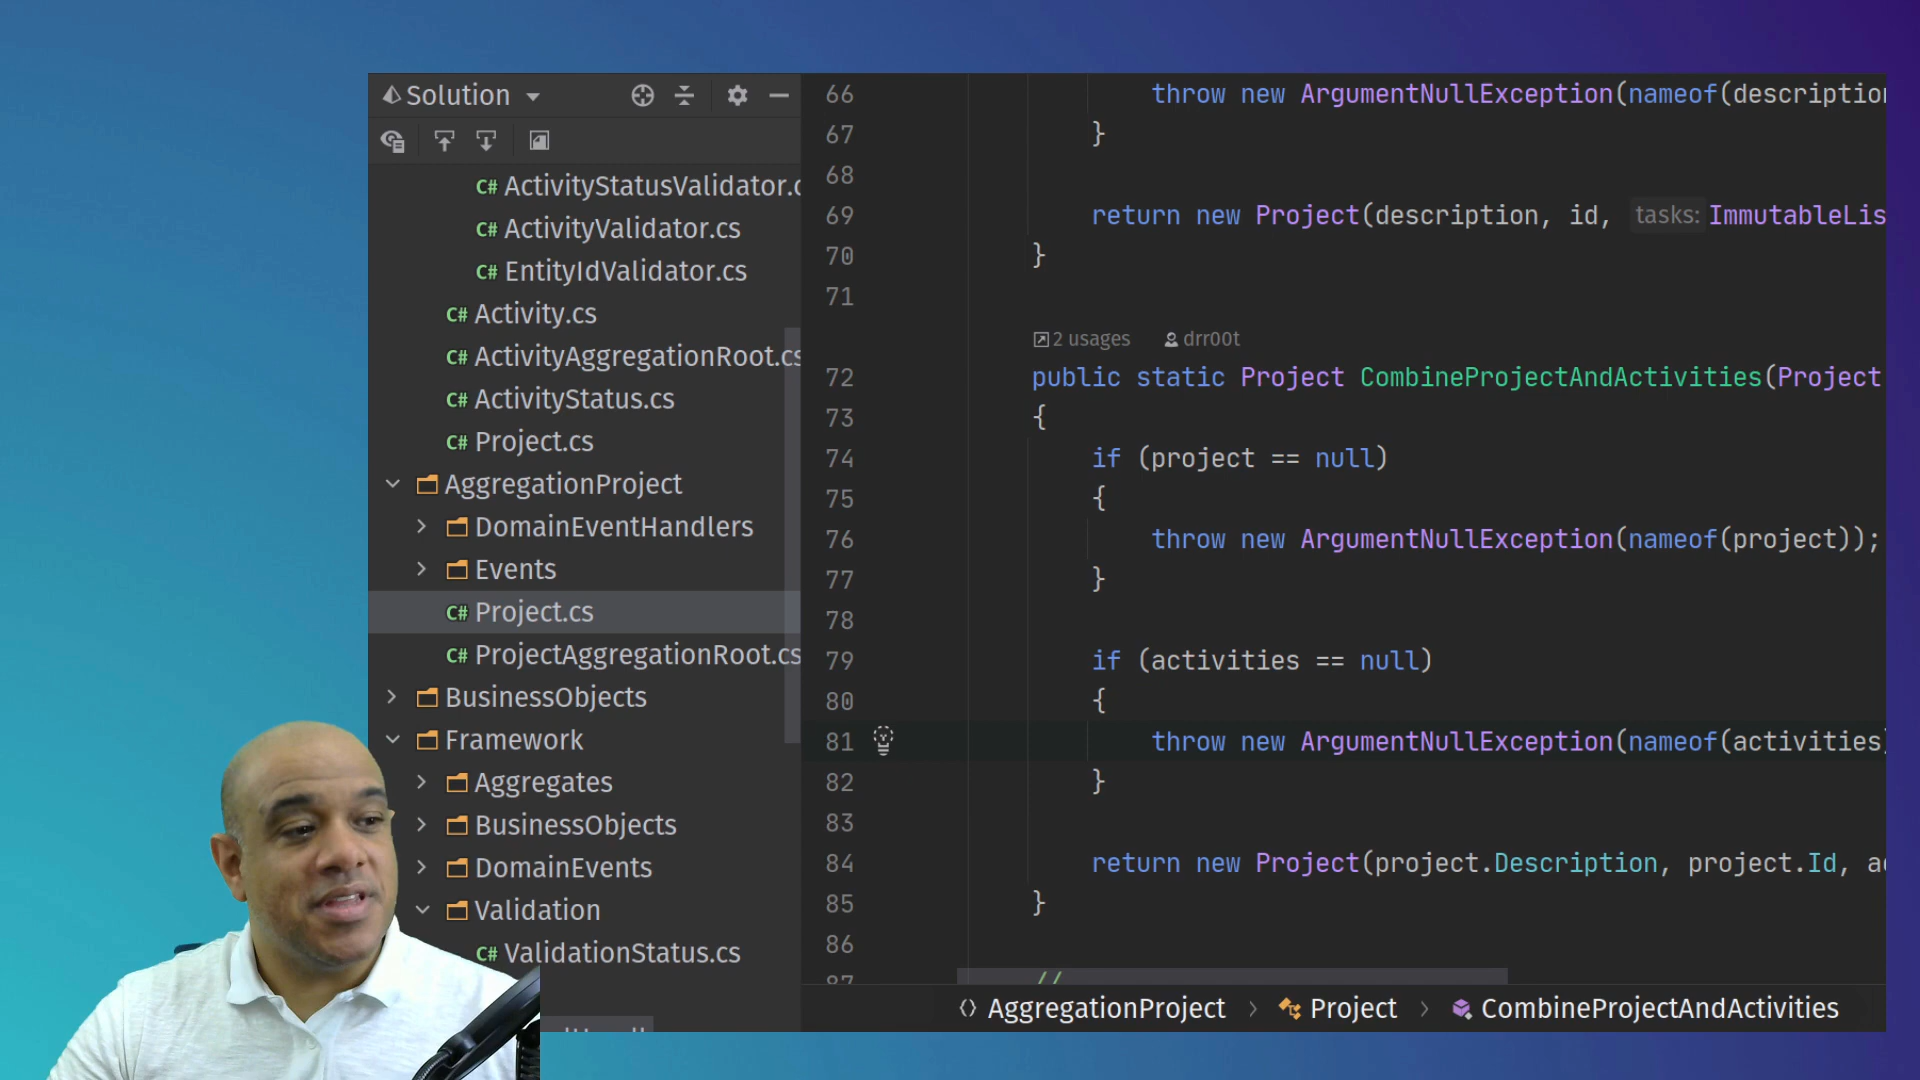 Solution
C# ActivityStatusValidator.c
C# ActivityValidator.cs
C# EntityIdValidator.cs
C# Activity.cs
C# ActivityAggregationRoot.cs
C# ActivityStatus.cs
C# Project.cs
AggregationProject
DomainEventHandlers
Events
C# Project.cs
C# ProjectAggregationRoot.cs
BusinessObjects
Framework
Aggregates
BusinessObjects
DomainEvents
Validation
C# ValidationStatus.cs
66 throw new ArgumentNullException(nameof(description
67 }
68
69 return new Project(description, id, tasks: ImmutableLis
70 }
71
2 usages drr00t
72 public static Project CombineProjectAndActivities(Project
73 {
74 if (project == null)
75 {
76 throw new ArgumentNullException(nameof(project));
77 }
78
79 if (activities == null)
80 {
81 throw new ArgumentNullException(nameof(activities)
82 }
83
84 return new Project(project.Description, project.Id, ac
85 }
86
87 //
AggregationProject > Project > CombineProjectAndActivities